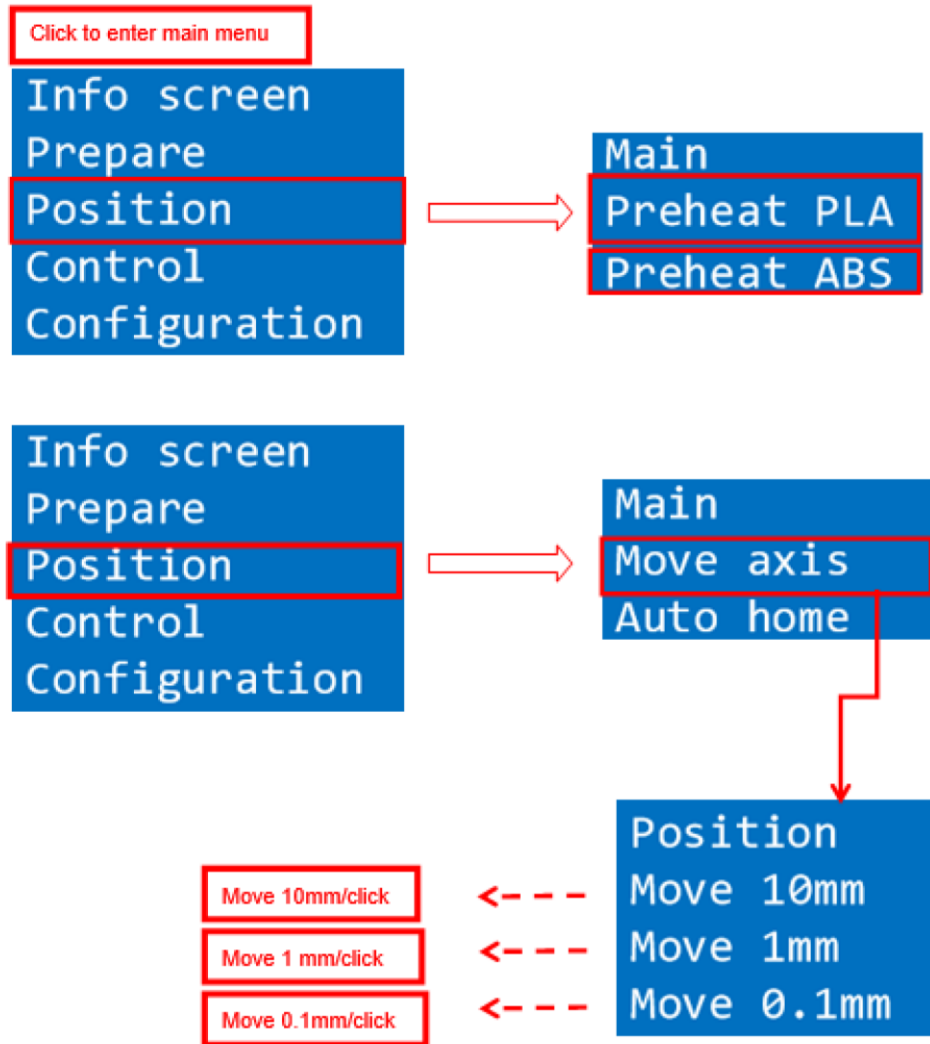 Click to enter main menu
Info screen
Prepare
Position
Control
Configuration
Main
Preheat PLA
Preheat ABS
Info screen
Prepare
Position
Control
Configuration
Main
Move axis
Auto home
Position
Move 10mm
Move 1mm
Move 0.1mm
Move 10mm/click
Move 1 mm/click
Move 0.1mm/click